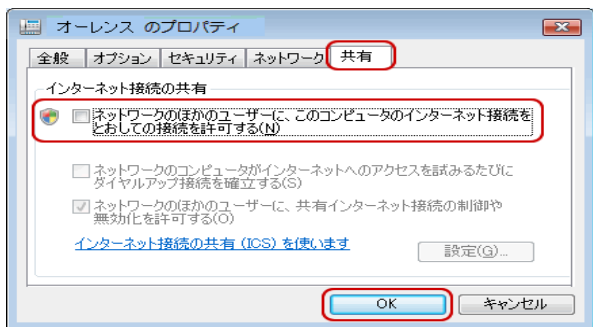 オーレンス のプロパティ
全般 オプション セキュリティ ネットワーク 共有
インターネット接続の共有
ネットワークのほかのユーザーに、このコンピュータのインターネット接続を
とおしての接続を許可する(N)
ネットワークのコンピュータがインターネットへのアクセスを試みるたびに
ダイヤルアップ接続を確立する(S)
ネットワークのほかのユーザーに、共有インターネット接続の制御や
無効化を許可する(O)
インターネット接続の共有 (ICS) を使います
設定(G)...
OK キャンセル